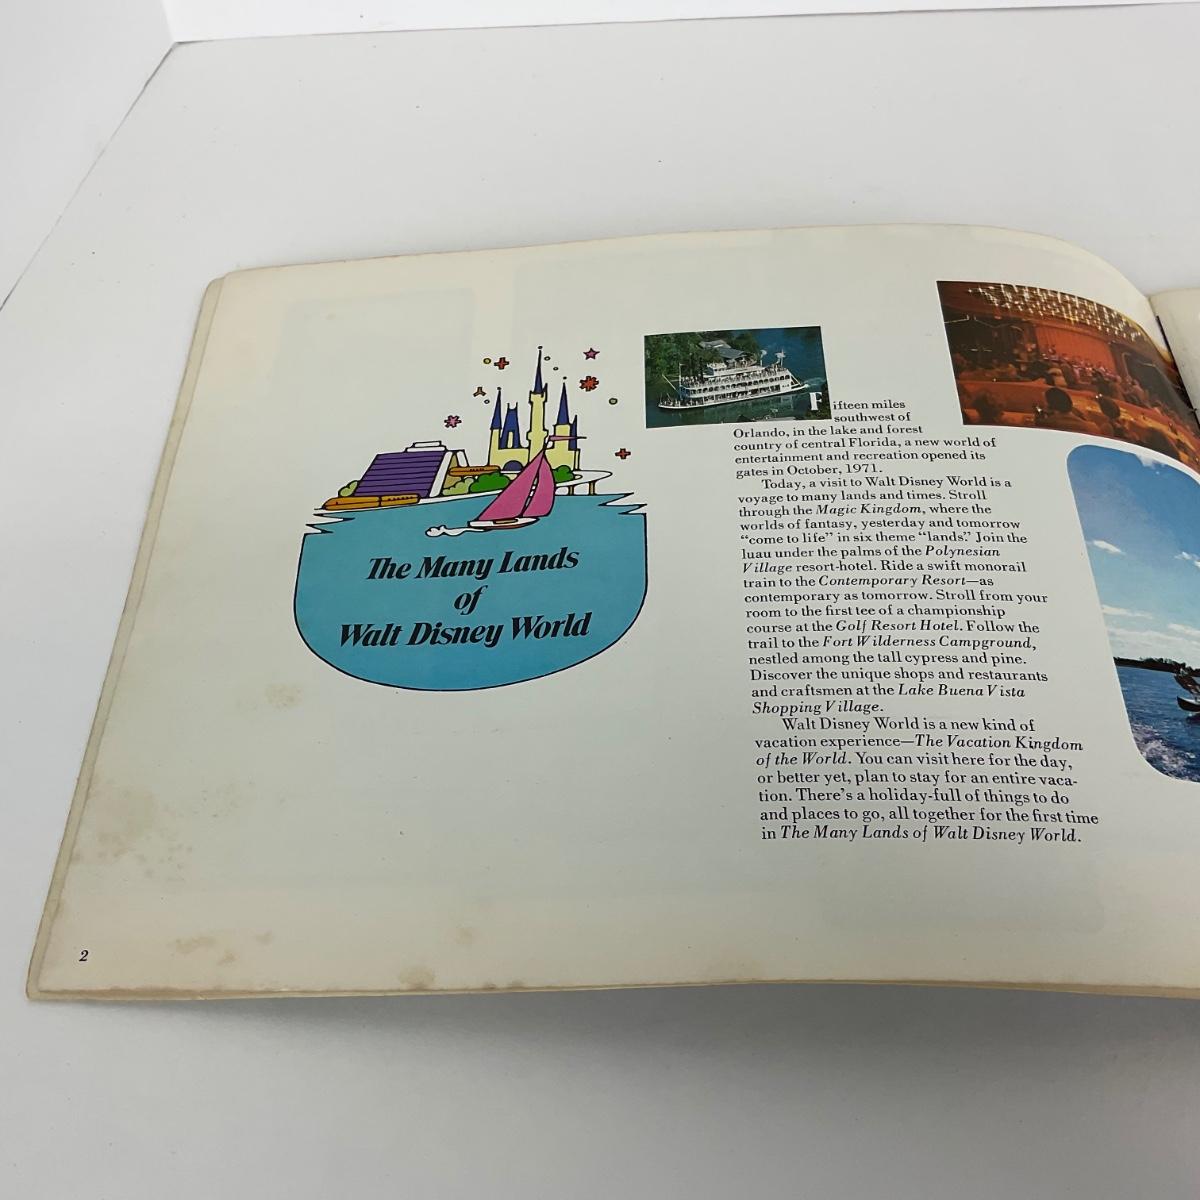 The Many Lands
of
Walt Disney World
Fifteen miles
southwest of
Orlando, in the lake and forest
country of central Florida, a new world of
entertainment and recreation opened its
gates in October, 1971.
Today, a visit to Walt Disney World is a
voyage to many lands and times. Stroll
through the Magic Kingdom, where the
worlds of fantasy, yesterday and tomorrow
“come to life” in six theme “lands.” Join the
luau under the palms of the Polynesian
Village resort-hotel. Ride a swift monorail
train to the Contemporary Resort—as
contemporary as tomorrow. Stroll from your
room to the first tee of a championship
course at the Golf Resort Hotel. Follow the
trail to the Fort Wilderness Campground,
nestled among the tall cypress and pine.
Discover the unique shops and restaurants
and craftsmen at the Lake Buena Vista
Shopping Village.
Walt Disney World is a new kind of
vacation experience—The Vacation Kingdom
of the World. You can visit here for the day,
or better yet, plan to stay for an entire vaca-
tion. There's a holiday-full of things to do
and places to go, all together for the first time
in The Many Lands of Walt Disney World.
2